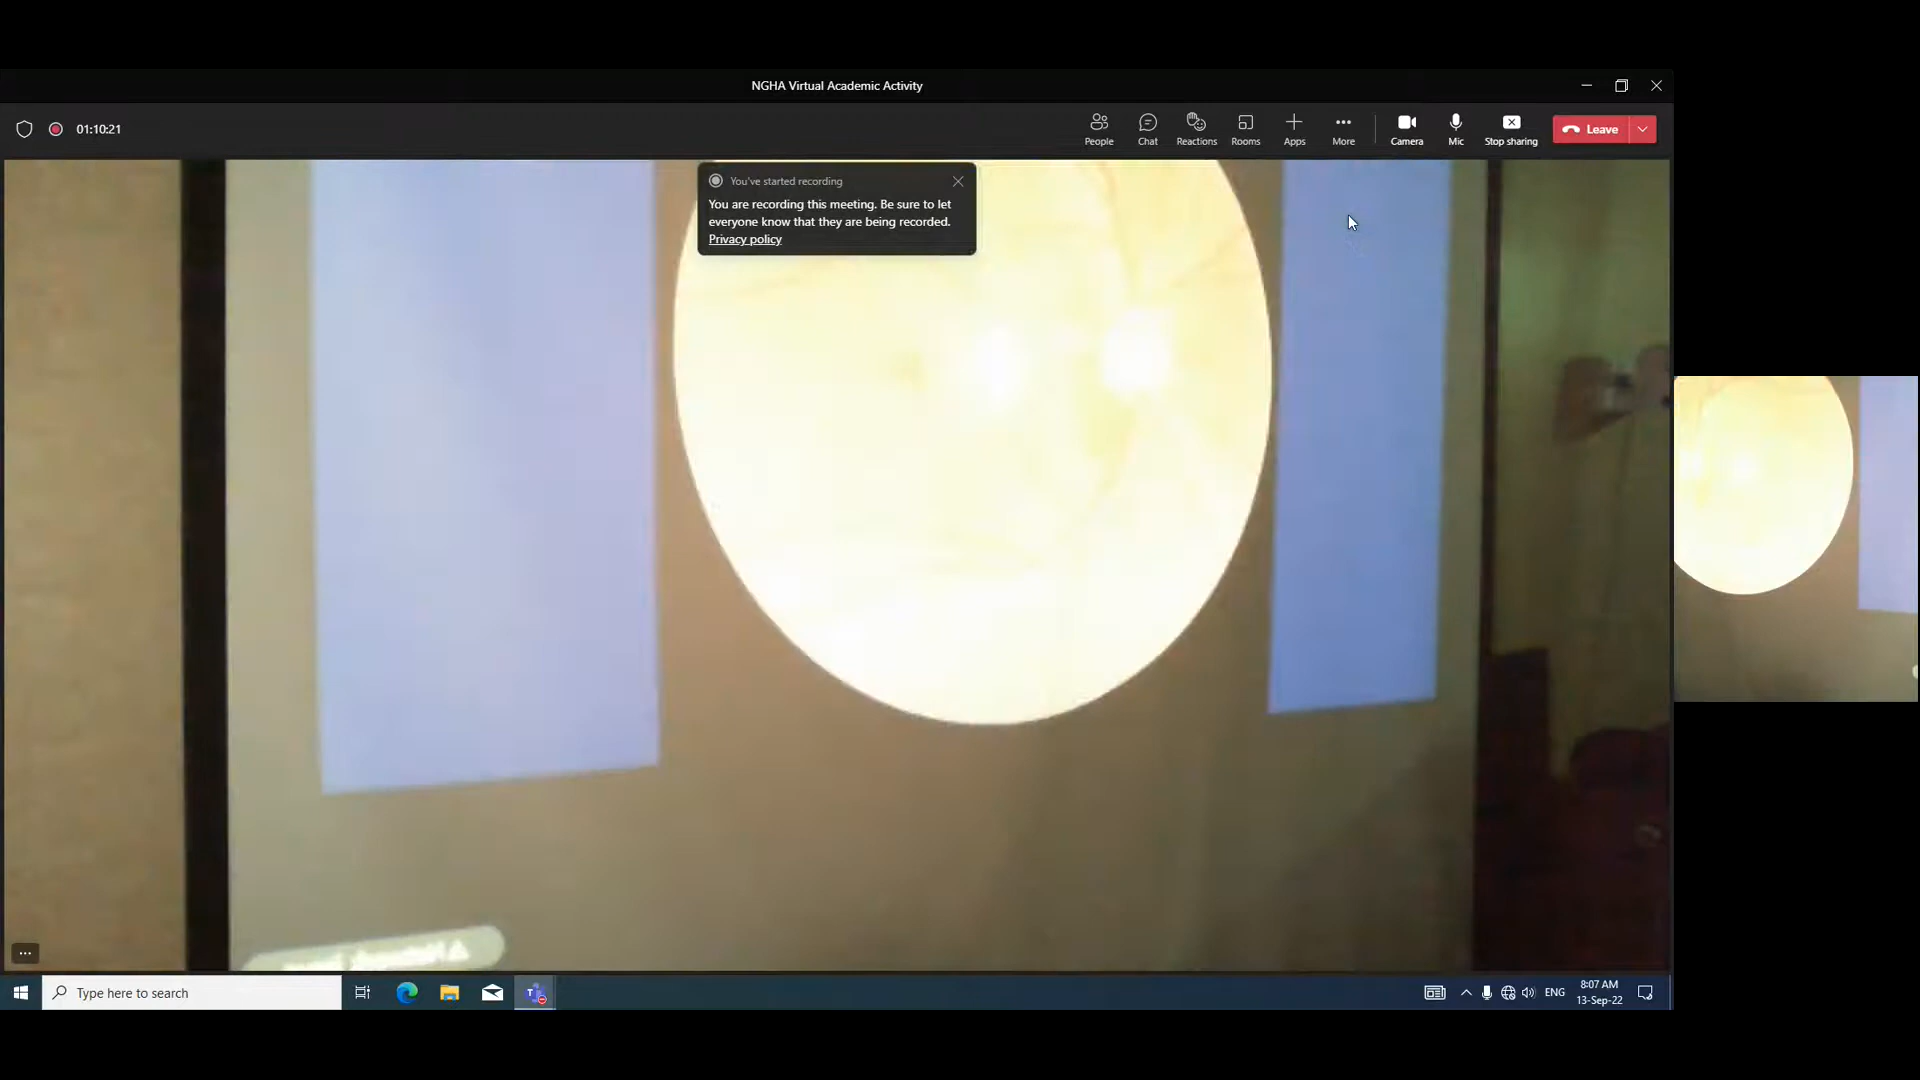 NGHA Virtual Academic Activity
01:10:21
People
Chat
Reactions
Rooms
Apps
More
Camera
Mic
Stop sharing
Leave
You've started recording
You are recording this meeting. Be sure to let
everyone know that they are being recorded.
Privacy policy
Type here to search
ENG
8:07 AM
13-Sep-22